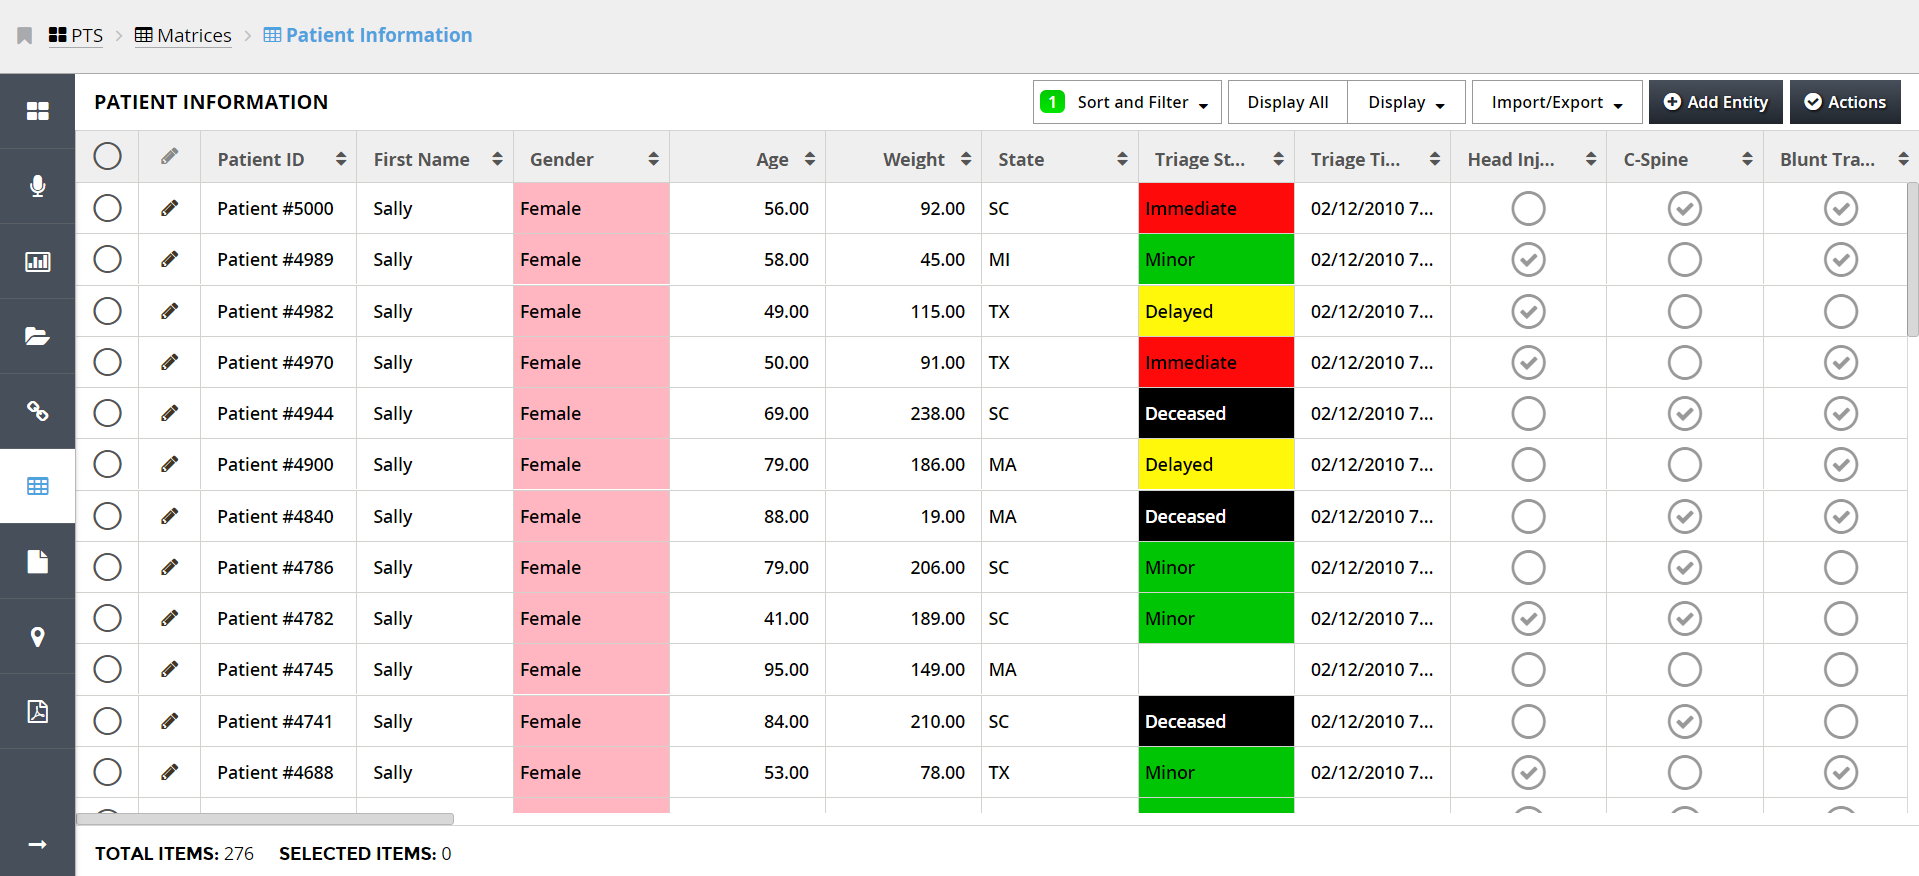 PTS > Matrices > Patient Information
PATIENT INFORMATION 1 Sort and Filter Display All Display Import/Export Add Entity Actions
Patient ID First Name Gender Age Weight State Triage St... Triage Ti... Head Inj... C-Spine Blunt Tra...
Patient #5000 Sally Female 56.00 92.00 SC Immediate 02/12/2010 7...
Patient #4989 Sally Female 58.00 45.00 MI Minor 02/12/2010 7...
Patient #4982 Sally Female 49.00 115.00 TX Delayed 02/12/2010 7...
Patient #4970 Sally Female 50.00 91.00 TX Immediate 02/12/2010 7...
Patient #4944 Sally Female 69.00 238.00 SC Deceased 02/12/2010 7...
Patient #4900 Sally Female 79.00 186.00 MA Delayed 02/12/2010 7...
Patient #4840 Sally Female 88.00 19.00 MA Deceased 02/12/2010 7...
Patient #4786 Sally Female 79.00 206.00 SC Minor 02/12/2010 7...
Patient #4782 Sally Female 41.00 189.00 SC Minor 02/12/2010 7...
Patient #4745 Sally Female 95.00 149.00 MA 02/12/2010 7...
Patient #4741 Sally Female 84.00 210.00 SC Deceased 02/12/2010 7...
Patient #4688 Sally Female 53.00 78.00 TX Minor 02/12/2010 7...
TOTAL ITEMS: 276 SELECTED ITEMS: 0